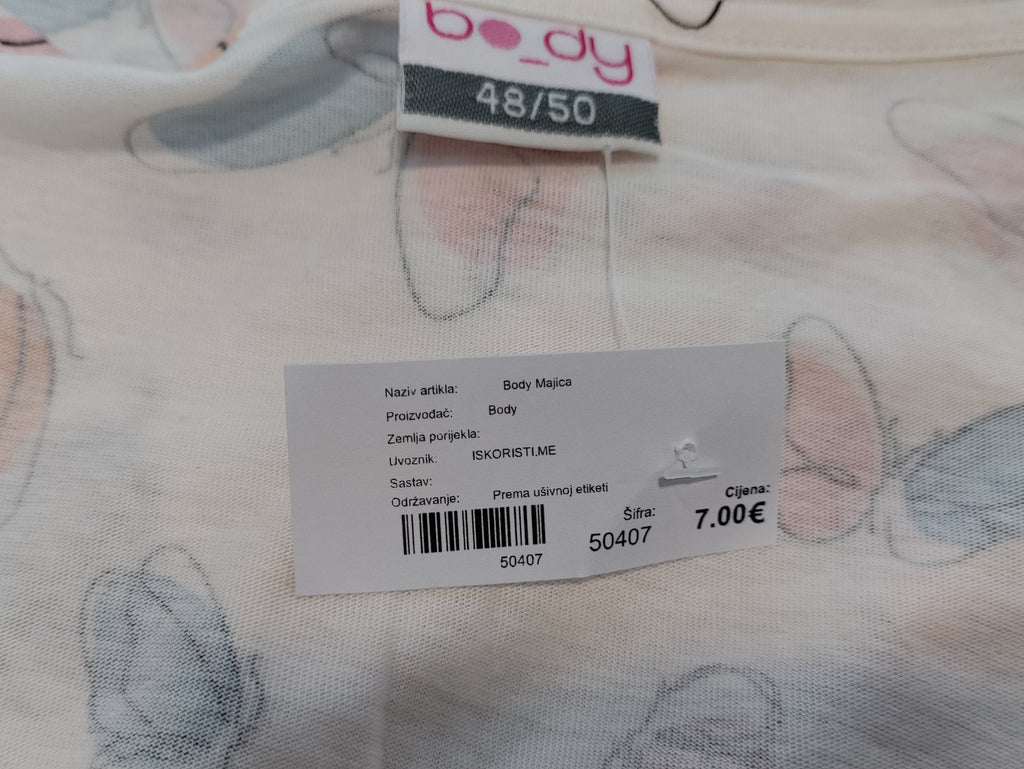 bo_dy
48/50
Naziv artikla: Body Majica
Proizvođač: Body
Zemlja porijekla:
Uvoznik: ISKORISTI.ME
Sastav:
Održavanje: Prema ušivnoj etiketi
50407
Šifra:
50407
Cijena:
7.00€